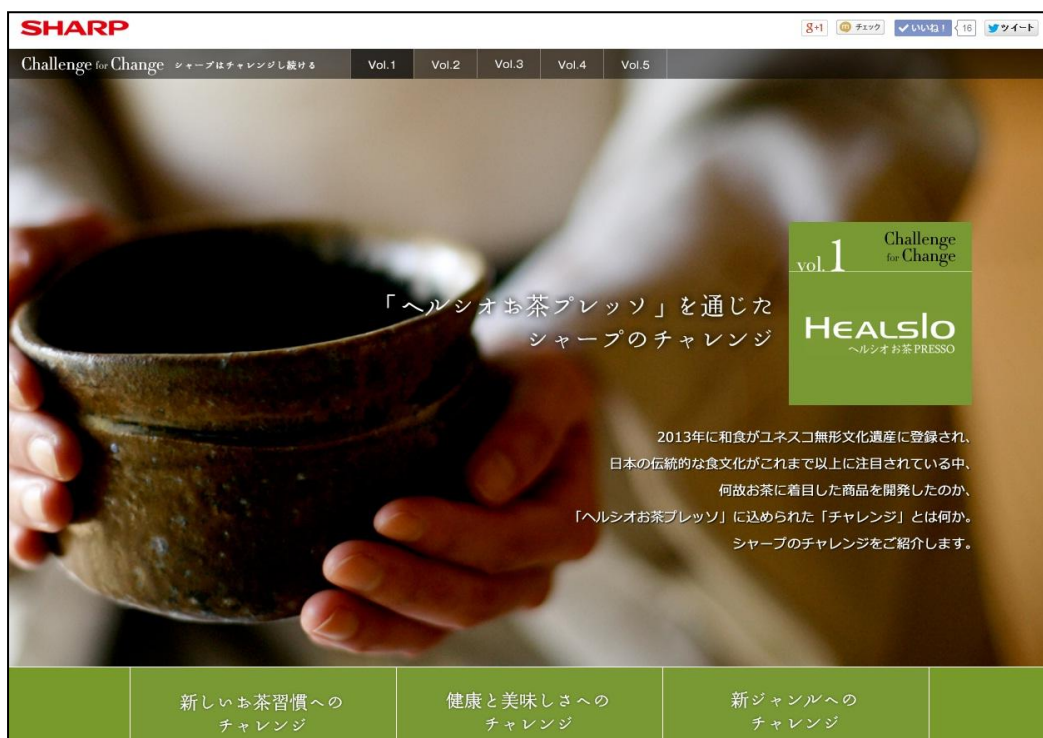 SHARP
g+1
チェック
いいね！
16
ツイート
Challenge for Change シャープはチャレンジし続ける
Vol.1
Vol.2
Vol.3
Vol.4
Vol.5
vol.1
Challenge
for Change
「ヘルシオお茶プレッソ」を通じた
シャープのチャレンジ
HEALSIO
ヘルシオお茶PRESSO
2013年に和食がユネスコ無形文化遺産に登録され、
日本の伝統的な食文化がこれまで以上に注目されている中、
何故お茶に着目した商品を開発したのか、
「ヘルシオお茶プレッソ」に込められた「チャレンジ」とは何か。
シャープのチャレンジをご紹介します。
新しいお茶習慣への
チャレンジ
健康と美味しさへの
チャレンジ
新ジャンルへの
チャレンジ